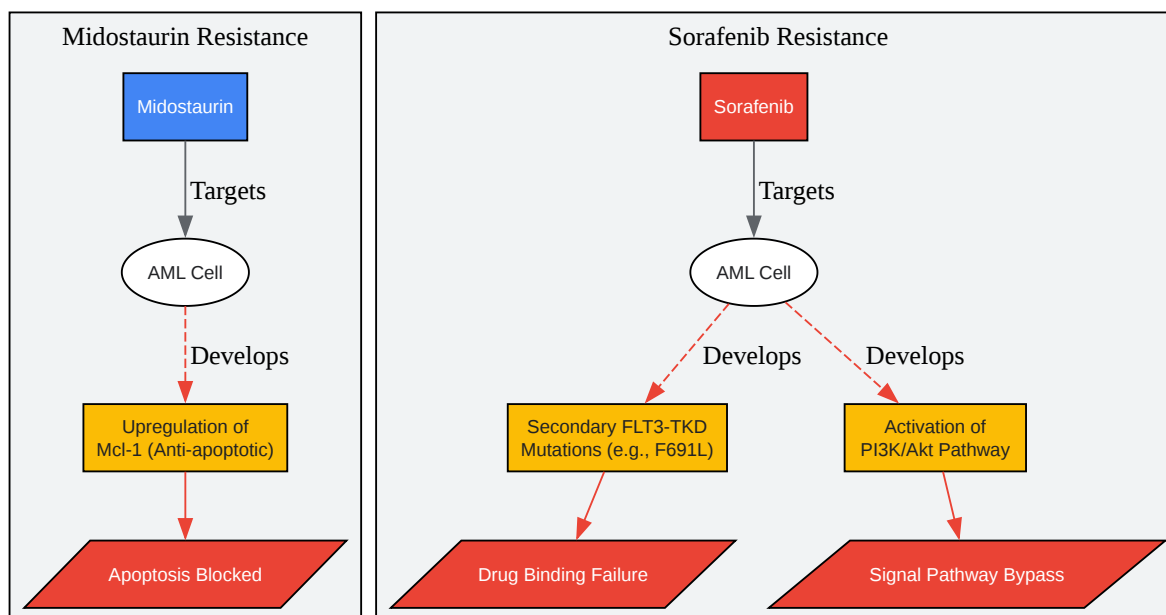 Midostaurin Resistance
Midostaurin
Targets
AML Cell
Develops
Upregulation of
Mcl-1 (Anti-apoptotic)
Apoptosis Blocked
Sorafenib Resistance
Sorafenib
Targets
AML Cell
Develops
Develops
Secondary FLT3-TKD
Mutations (e.g., F691L)
Activation of
PI3K/Akt Pathway
Drug Binding Failure
Signal Pathway Bypass